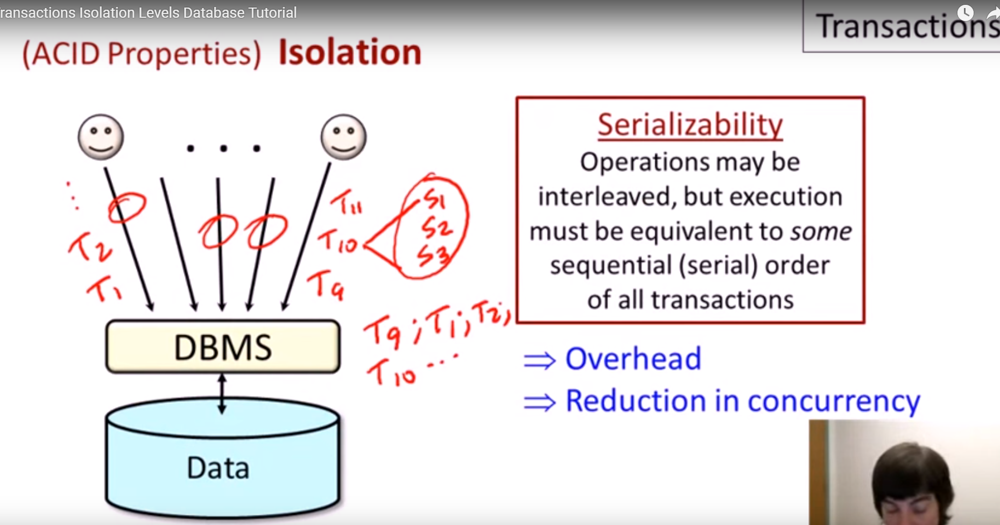 ransactions Isolation Levels Database Tutorial
Transactions
(ACID Properties) Isolation
T11
S1
S2
S3
T10
T2
T9
T1
T9 ; T1 ; T2 ;
T10 ...
DBMS
Data
Serializability
Operations may be
interleaved, but execution
must be equivalent to some
sequential (serial) order
of all transactions
⇒ Overhead
⇒ Reduction in concurrency